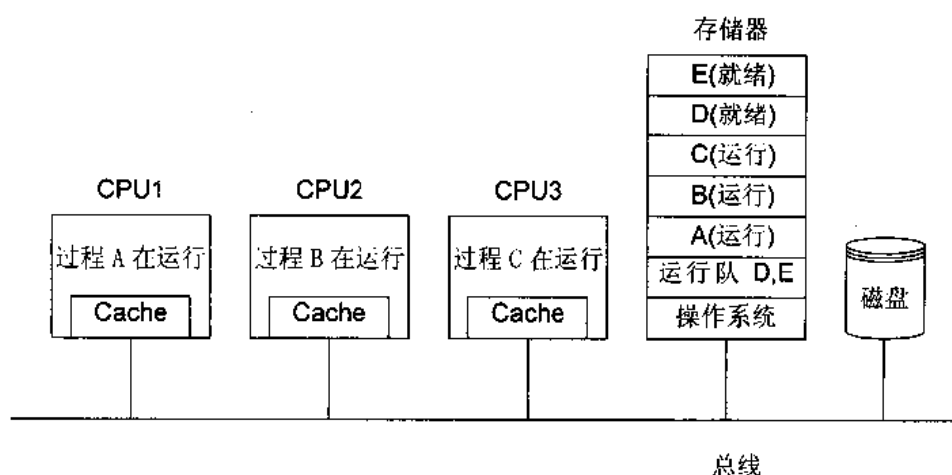 存储器
E(就绪)
D(就绪)
C(运行)
B(运行)
A(运行)
运行队 D,E
操作系统
CPU1
过程 A 在运行
Cache
CPU2
过程 B 在运行
Cache
CPU3
过程 C 在运行
Cache
磁盘
总线